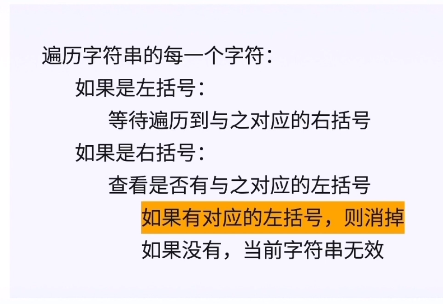 遍历字符串的每一个字符：
如果是左括号：
等待遍历到与之对应的右括号
如果是右括号：
查看是否有与之对应的左括号
如果有对应的左括号，则消掉
如果没有，当前字符串无效